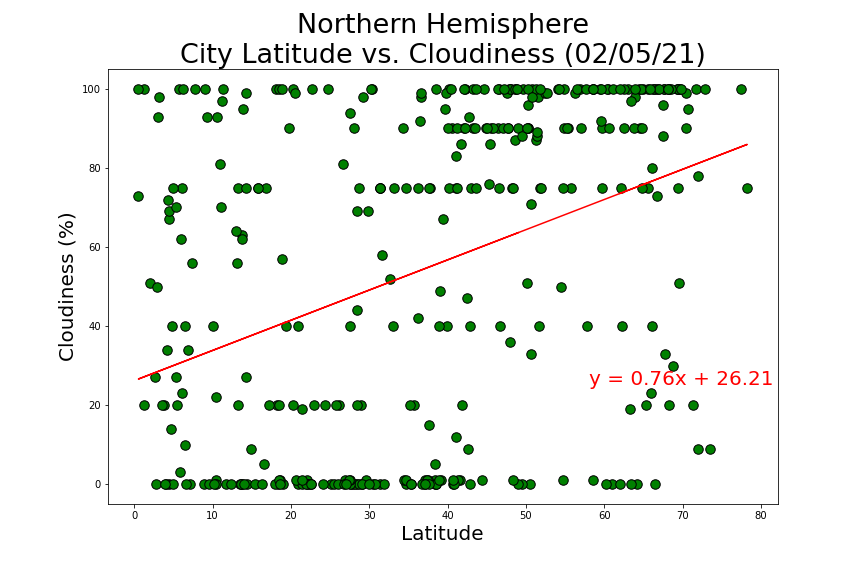 Northern Hemisphere
City Latitude vs. Cloudiness (02/05/21)
100
80
60
40
20
0
Cloudiness (%)
y = 0.76x + 26.21
0 10 20 30 40 50 60 70 80
Latitude